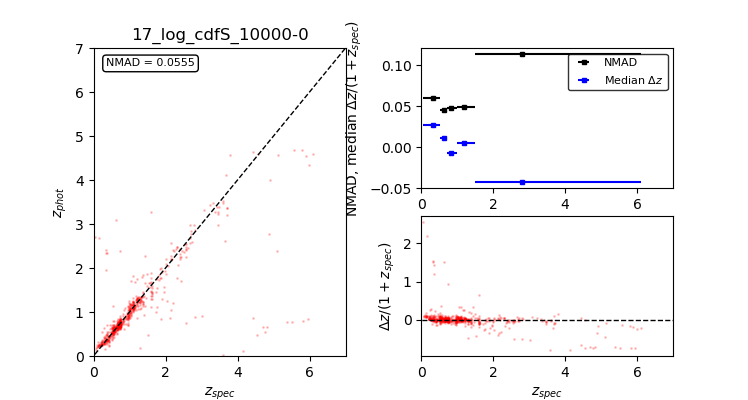 17_log_cdfS_10000-0
NMAD = 0.0555
z_phot
7
6
5
4
3
2
1
0
0 2 4 6
z_spec
NMAD, median Δz/(1 + z_spec)
0.10
0.05
0.00
−0.05
NMAD
Median Δz
0 2 4 6
Δz/(1 + z_spec)
2
1
0
0 2 4 6
z_spec